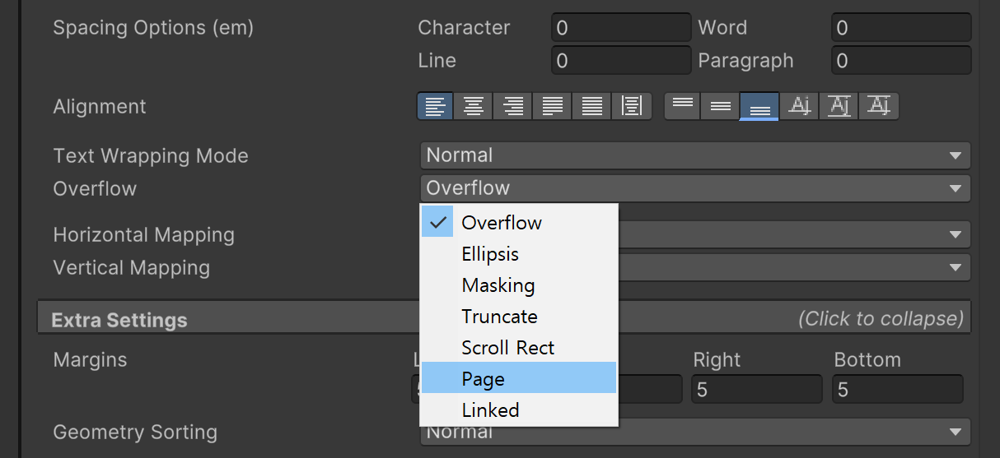 Spacing Options (em) Character 0 Word 0
Line 0 Paragraph 0
Alignment
Text Wrapping Mode Normal
Overflow Overflow
Overflow
Ellipsis
Masking
Truncate
Scroll Rect
Page
Linked
Horizontal Mapping
Vertical Mapping
Extra Settings (Click to collapse)
Margins Right Bottom
5 5
Geometry Sorting Normal